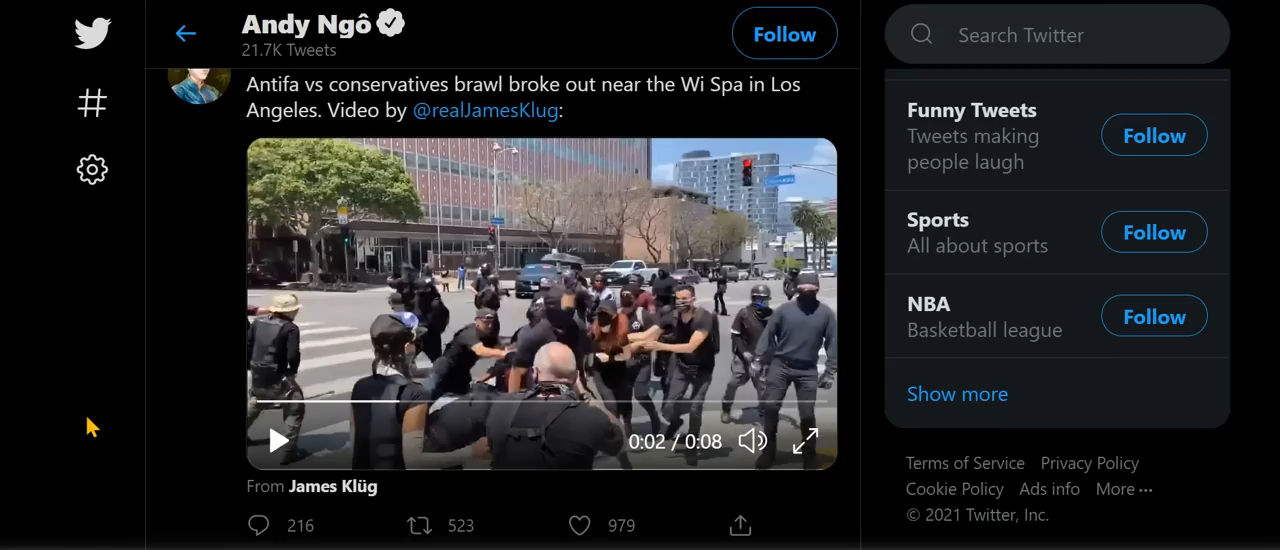 Andy Ngô
21.7K Tweets
Follow
Antifa vs conservatives brawl broke out near the Wi Spa in Los
Angeles. Video by @realJamesKlug:
0:02 / 0:08
From James Klüg
216
523
979
Search Twitter
Funny Tweets
Tweets making
people laugh
Follow
Sports
All about sports
Follow
NBA
Basketball league
Follow
Show more
Terms of Service Privacy Policy
Cookie Policy Ads info More ···
© 2021 Twitter, Inc.